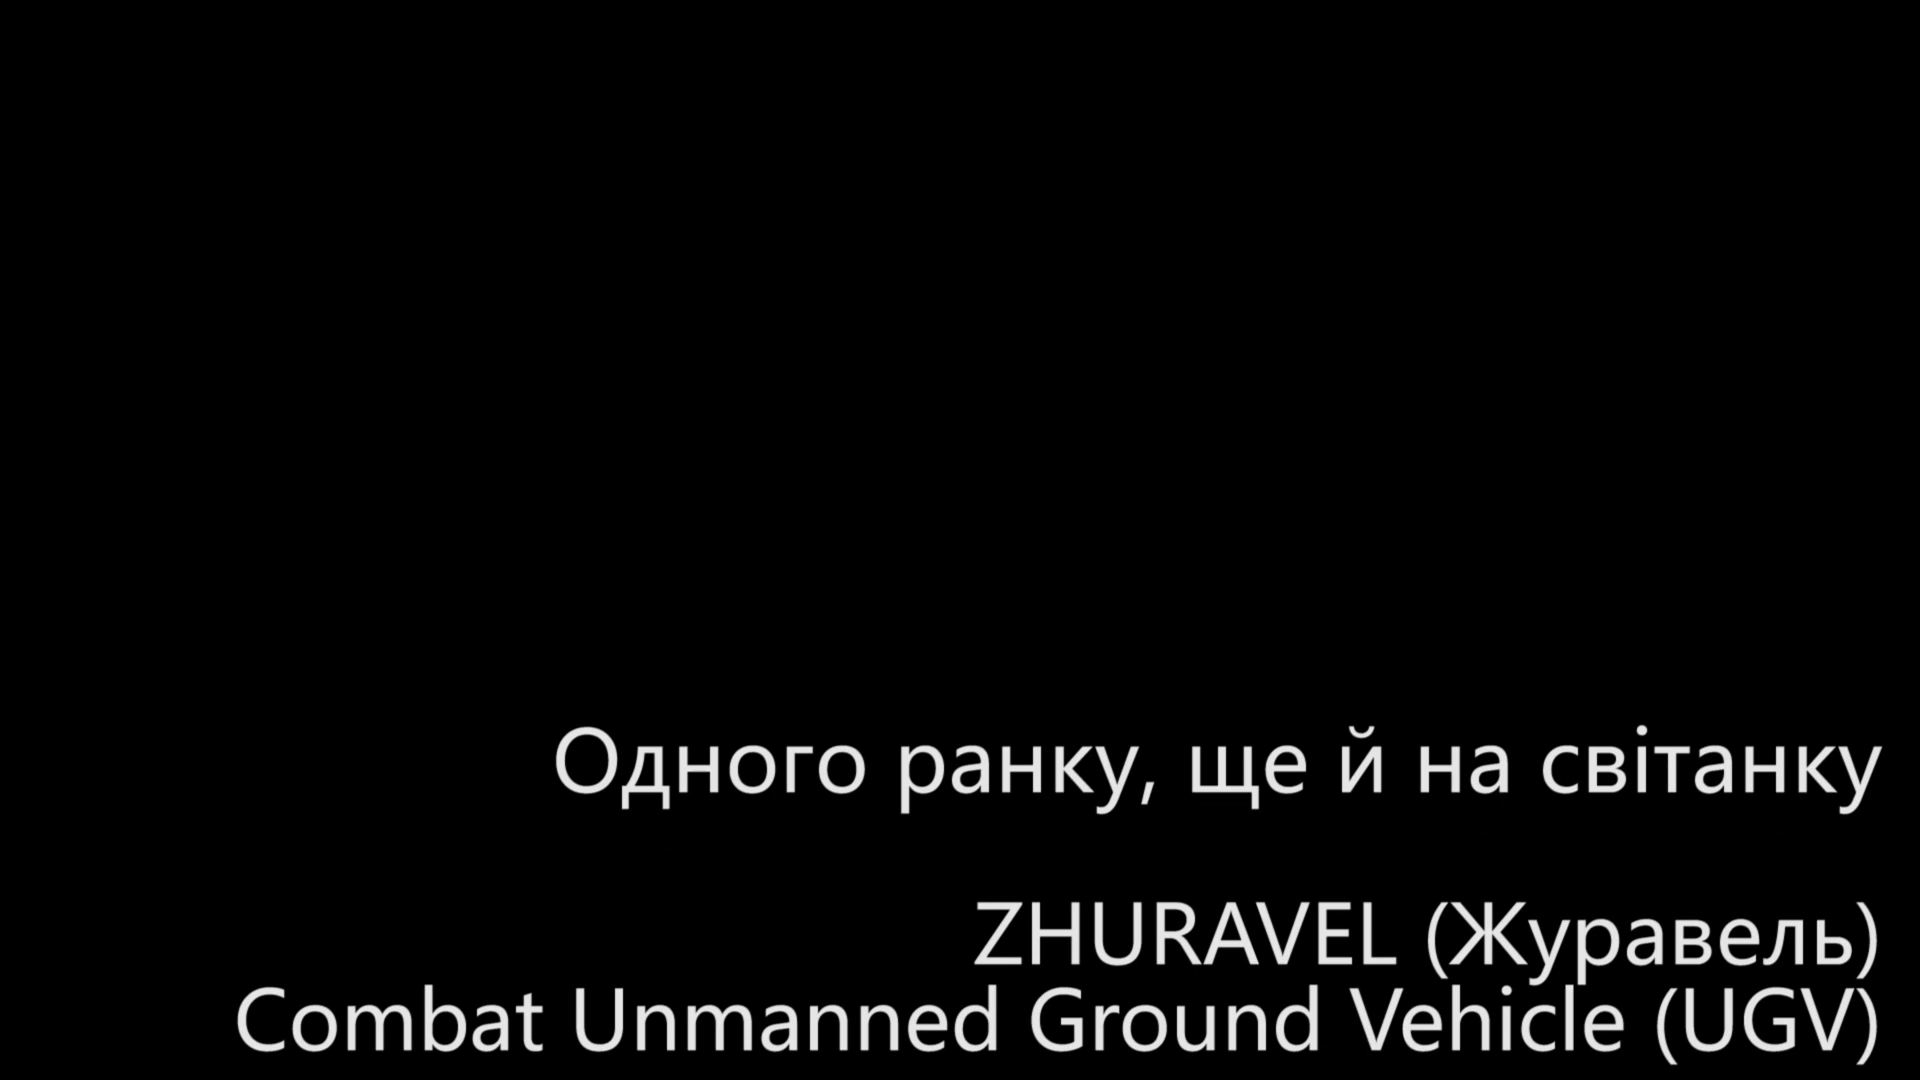 Одного ранку, ще й на світанку
ZHURAVEL (Журавель)
Combat Unmanned Ground Vehicle (UGV)